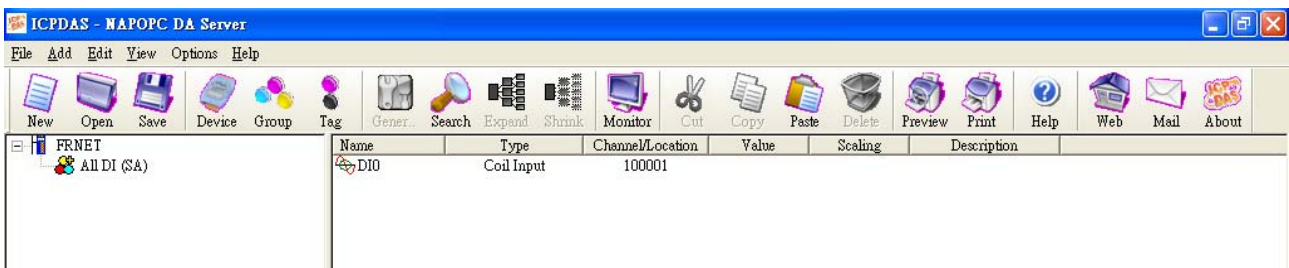 ICPDAS - NAPOPC DA Server
File Add Edit View Options Help
New Open Save Device Group Tag Gener... Search Expand Shrink Monitor Cut Copy Paste Delete Preview Print Help Web Mail About
FRNET Name Type Channel/Location Value Scaling Description
All DI (SA) DI0 Coil Input 100001